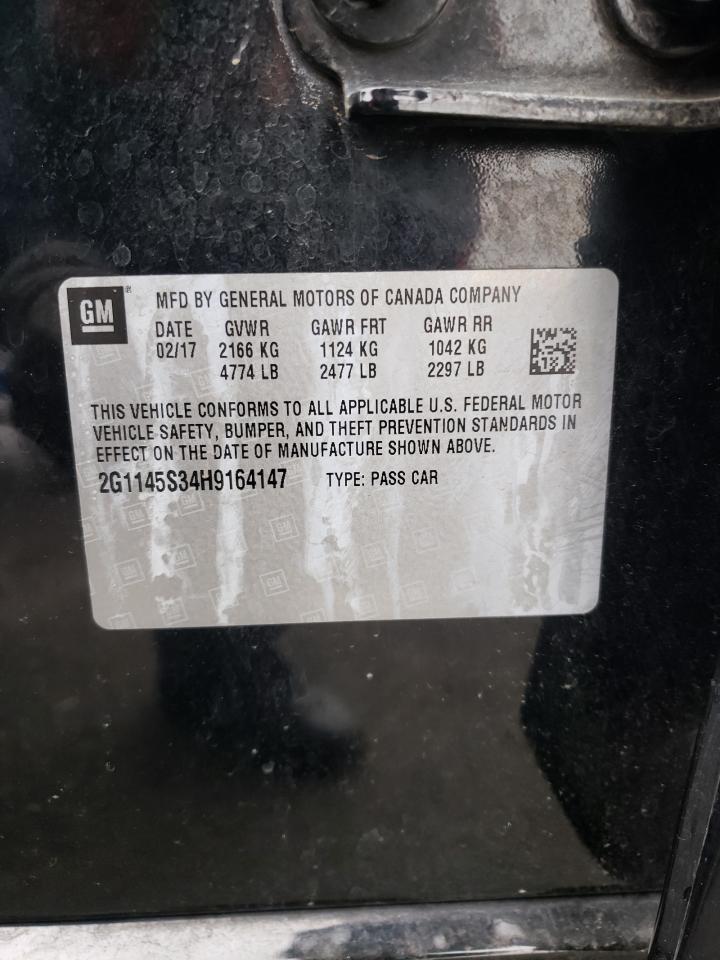 GM®
MFD BY GENERAL MOTORS OF CANADA COMPANY
DATE GVWR GAWR FRT GAWR RR
02/17 2166 KG 1124 KG 1042 KG
4774 LB 2477 LB 2297 LB
THIS VEHICLE CONFORMS TO ALL APPLICABLE U.S. FEDERAL MOTOR
VEHICLE SAFETY, BUMPER, AND THEFT PREVENTION STANDARDS IN
EFFECT ON THE DATE OF MANUFACTURE SHOWN ABOVE.
2G1145S34H9164147 TYPE: PASS CAR